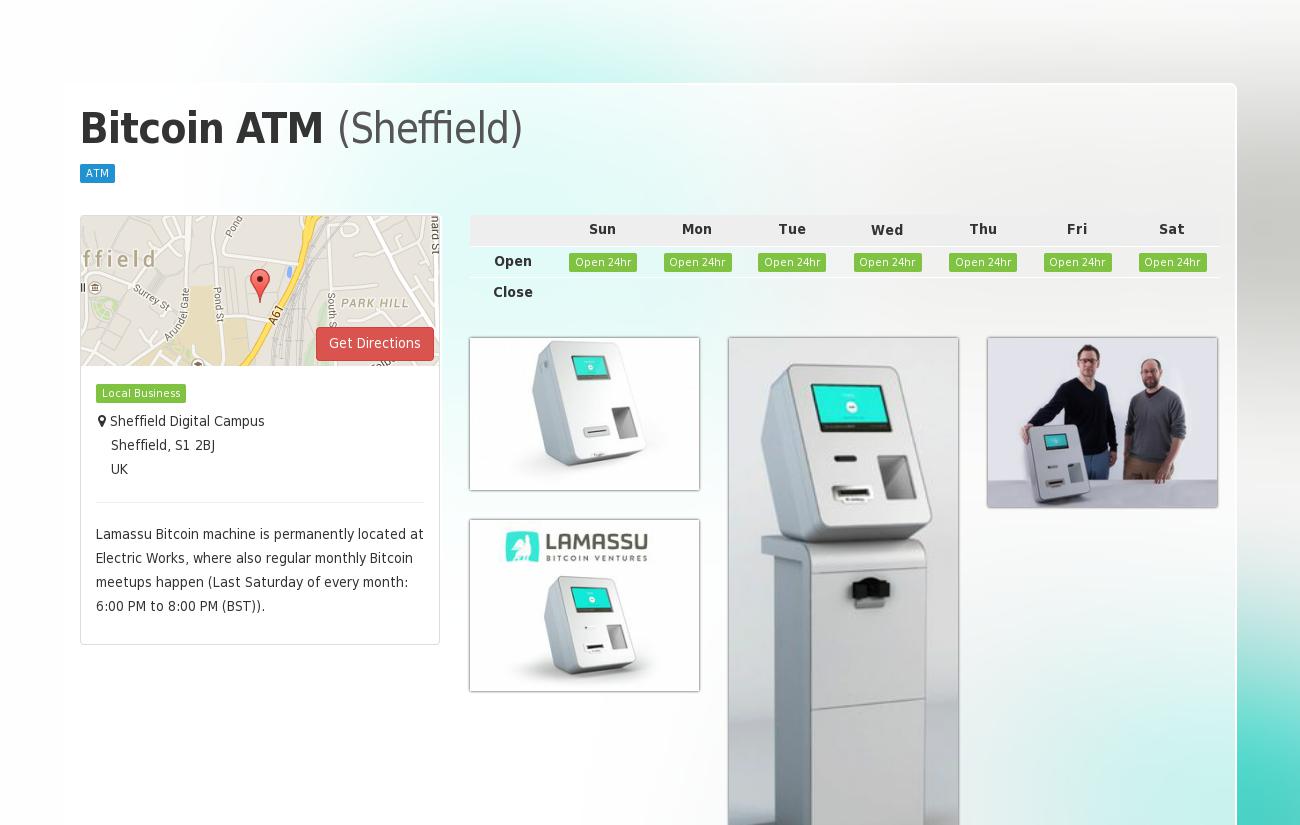 Bitcoin ATM (Sheffield)
ATM
ffield
Surrey St
Arundel Gate
Pond St
Pond
A61
South S
PARK HILL
nard St
Get Directions
Local Business
Sheffield Digital Campus
Sheffield, S1 2BJ
UK
Lamassu Bitcoin machine is permanently located at
Electric Works, where also regular monthly Bitcoin
meetups happen (Last Saturday of every month:
6:00 PM to 8:00 PM (BST)).
Sun Mon Tue Wed Thu Fri Sat
Open Open 24hr Open 24hr Open 24hr Open 24hr Open 24hr Open 24hr Open 24hr
Close
LAMASSU
BITCOIN VENTURES